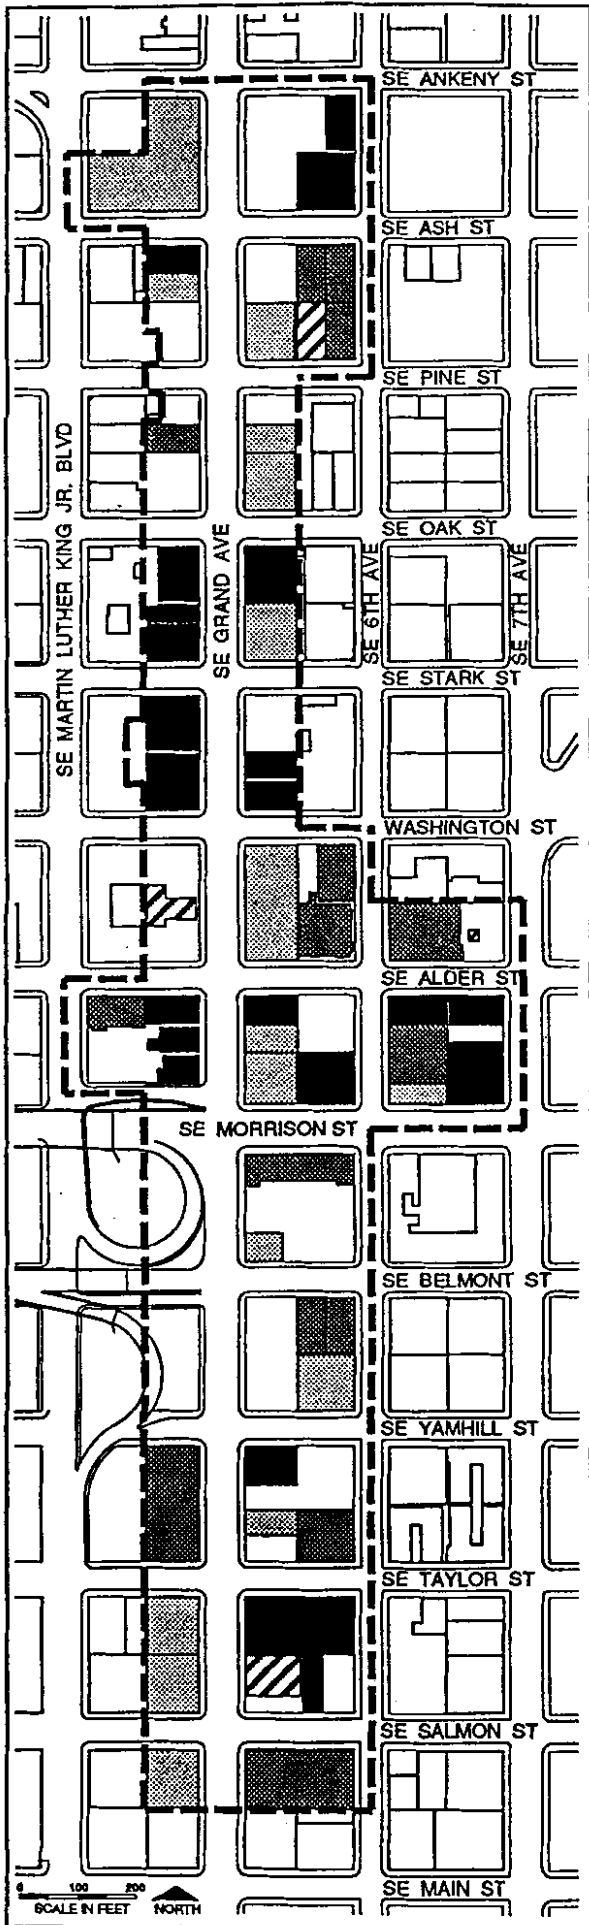 SE ANKENY ST
SE ASH ST
SE PINE ST
SE MARTIN LUTHER KING JR. BLVD
SE GRAND AVE
SE OAK ST
SE 6TH AVE
SE 7TH AVE
SE STARK ST
WASHINGTON ST
SE ALDER ST
SE MORRISON ST
SE BELMONT ST
SE YAMHILL ST
SE TAYLOR ST
SE SALMON ST
0 100 200
SCALE IN FEET
NORTH
SE MAIN ST